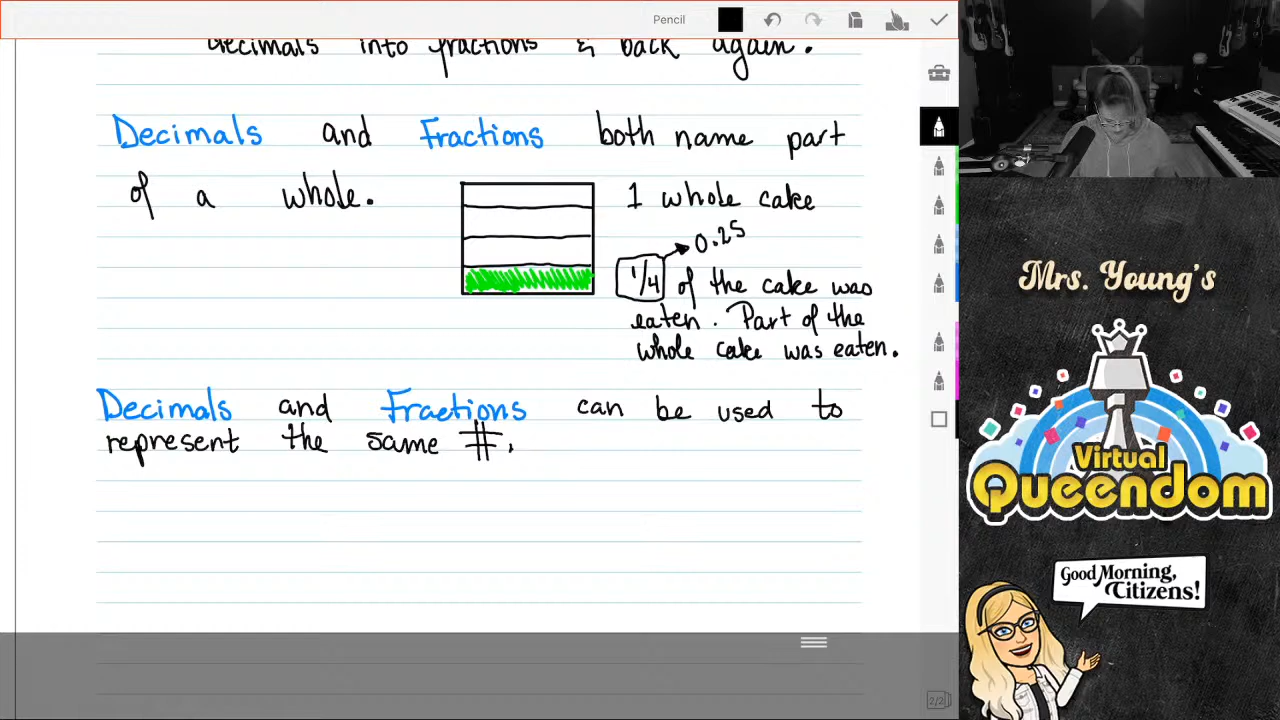 Pencil
decimals into fractions & back again.
Decimals and Fractions both name part
of a whole.
1 whole cake
0.25
1/4 of the cake was
eaten. Part of the
whole cake was eaten.
Decimals and Fractions can be used to
represent the same #.
2/2
Mrs. Young's
Virtual
Queendom
Good Morning,
Citizens!